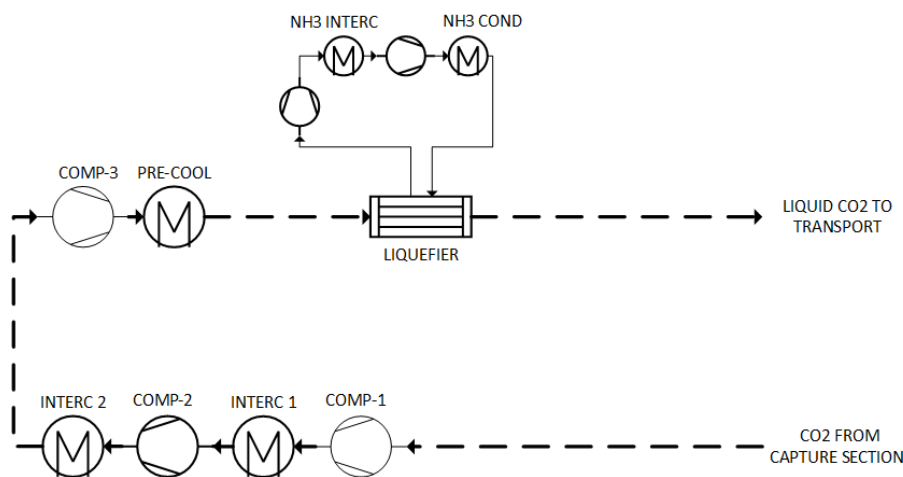 NH3 INTERC
NH3 COND
COMP-3
PRE-COOL
LIQUEFIER
LIQUID CO2 TO
TRANSPORT
INTERC 2
COMP-2
INTERC 1
COMP-1
CO2 FROM
CAPTURE SECTION